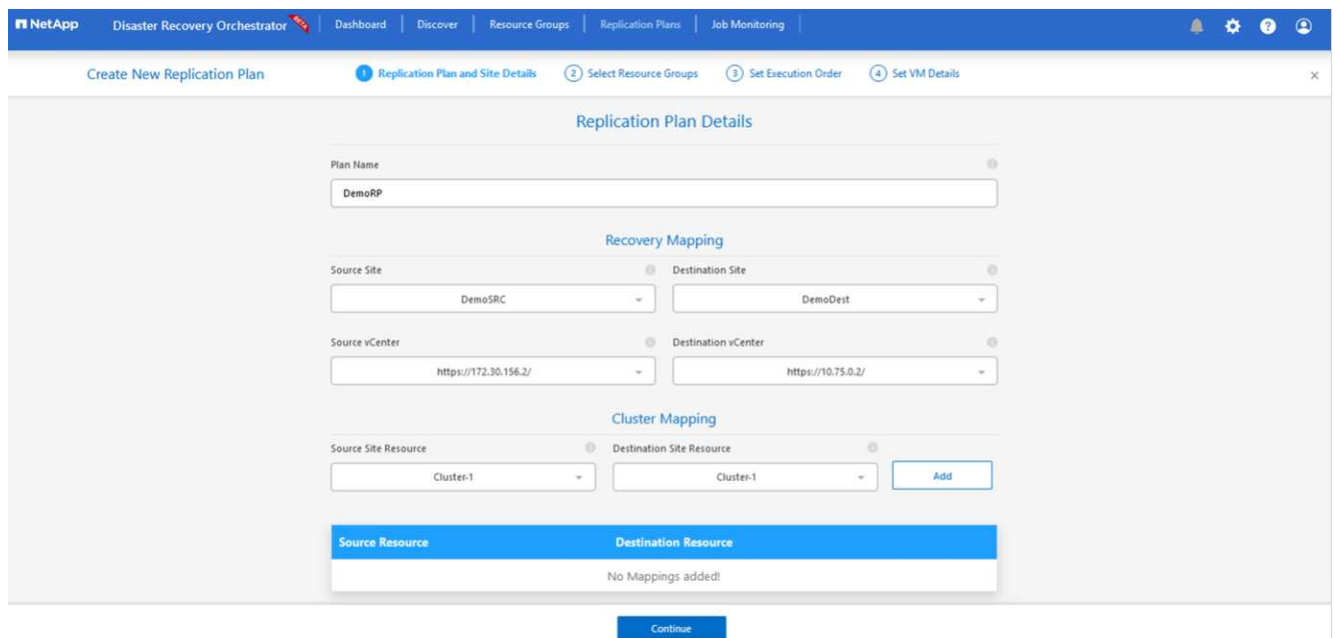 NetApp Disaster Recovery Orchestrator BETA Dashboard Discover Resource Groups Replication Plans Job Monitoring
Create New Replication Plan 1 Replication Plan and Site Details 2 Select Resource Groups 3 Set Execution Order 4 Set VM Details
Replication Plan Details
Plan Name
DemoRP
Recovery Mapping
Source Site Destination Site
DemoSRC DemoDest
Source vCenter Destination vCenter
https://172.30.156.2/ https://10.75.0.2/
Cluster Mapping
Source Site Resource Destination Site Resource
Cluster-1 Cluster-1 Add
Source Resource Destination Resource
No Mappings added!
Continue